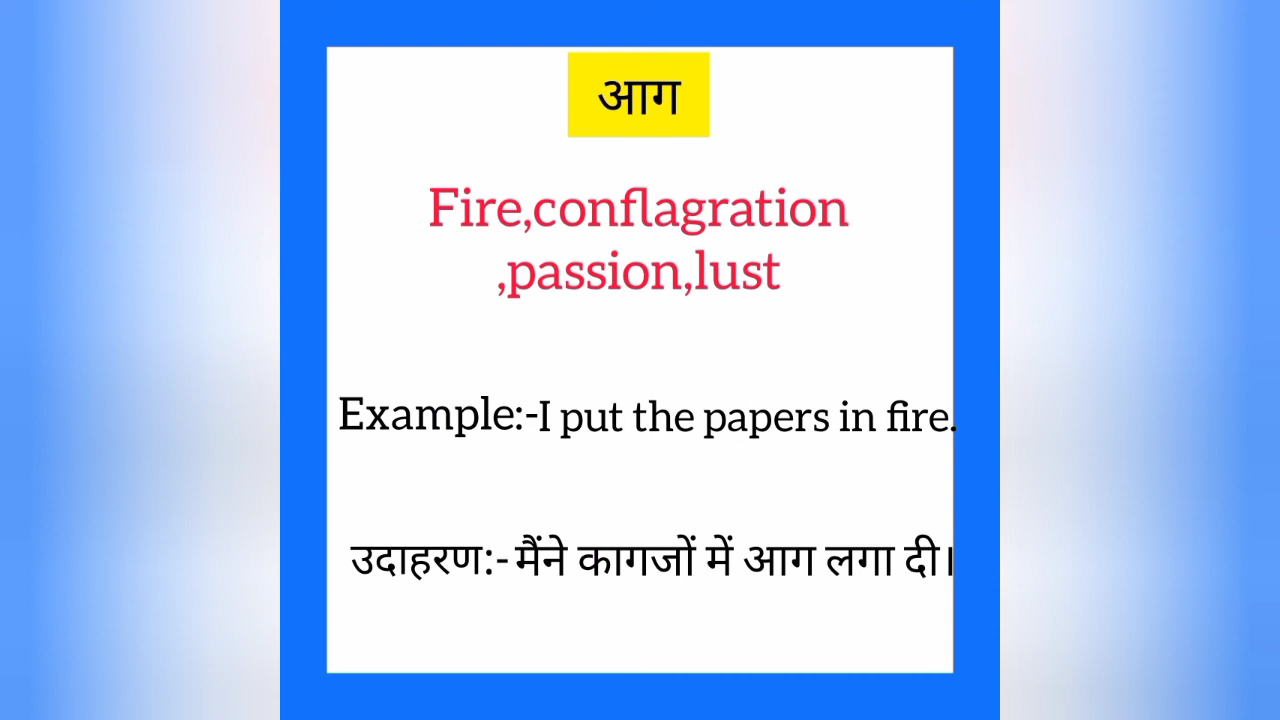 आग
Fire,conflagration
,passion,lust
Example:-I put the papers in fire.
उदाहरण:- मैंने कागजों में आग लगा दी।